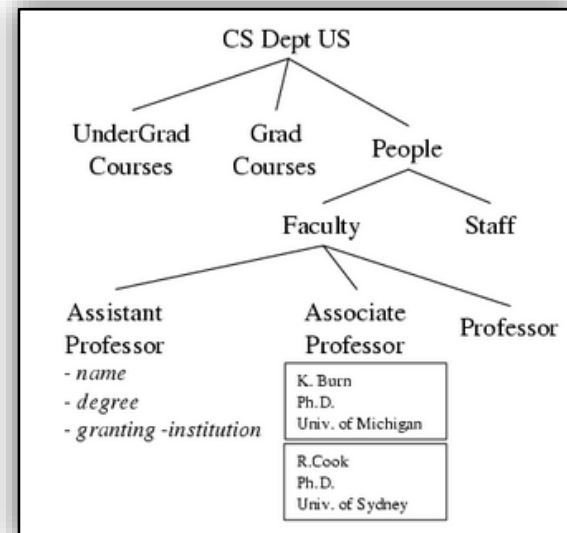 CS Dept US
UnderGrad
Courses
Grad
Courses
People
Faculty
Staff
Assistant
Professor
- name
- degree
- granting -institution
Associate
Professor
K. Burn
Ph.D.
Univ. of Michigan
R.Cook
Ph.D.
Univ. of Sydney
Professor